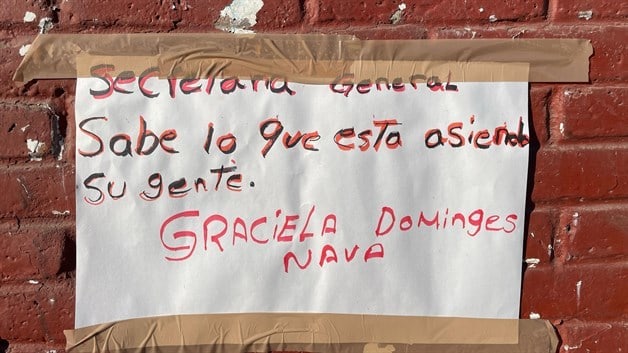 Secretaria General
Sabe lo que esta asiendo
su gente.
GRACIELA DOMINGES
NAVA